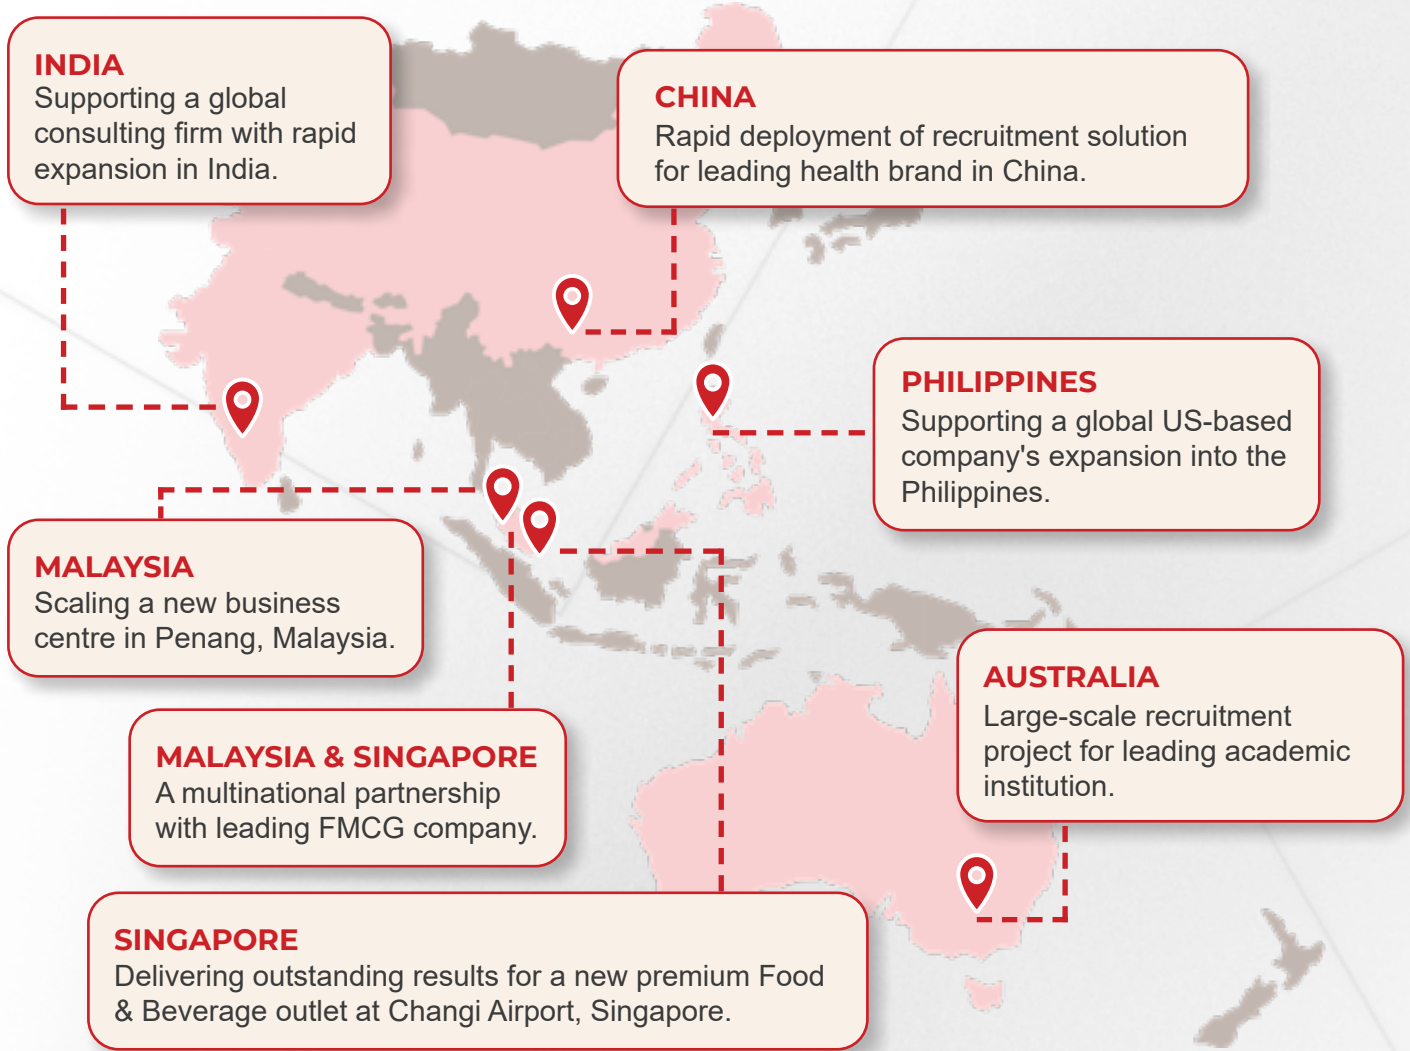 INDIA
Supporting a global
consulting firm with rapid
expansion in India.
CHINA
Rapid deployment of recruitment solution
for leading health brand in China.
PHILIPPINES
Supporting a global US-based
company's expansion into the
Philippines.
MALAYSIA
Scaling a new business
centre in Penang, Malaysia.
AUSTRALIA
Large-scale recruitment
project for leading academic
institution.
MALAYSIA & SINGAPORE
A multinational partnership
with leading FMCG company.
SINGAPORE
Delivering outstanding results for a new premium Food
& Beverage outlet at Changi Airport, Singapore.